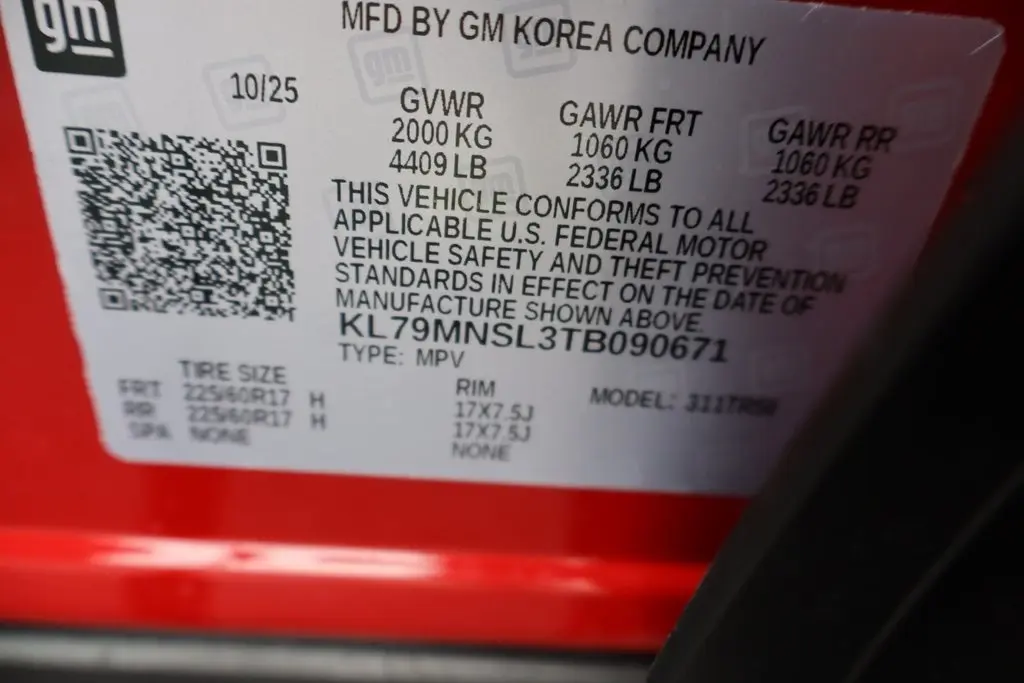 gm
MFD BY GM KOREA COMPANY
10/25
GVWR GAWR FRT GAWR RR
2000 KG 1060 KG 1060 KG
4409 LB 2336 LB 2336 LB
THIS VEHICLE CONFORMS TO ALL
APPLICABLE U.S. FEDERAL MOTOR
VEHICLE SAFETY AND THEFT PREVENTION
STANDARDS IN EFFECT ON THE DATE OF
MANUFACTURE SHOWN ABOVE.
KL79MNSL3TB090671
TYPE: MPV
TIRE SIZE RIM MODEL:
FRT 225/60R17 H 17X7.5J
RR 225/60R17 H 17X7.5J
SPA NONE NONE